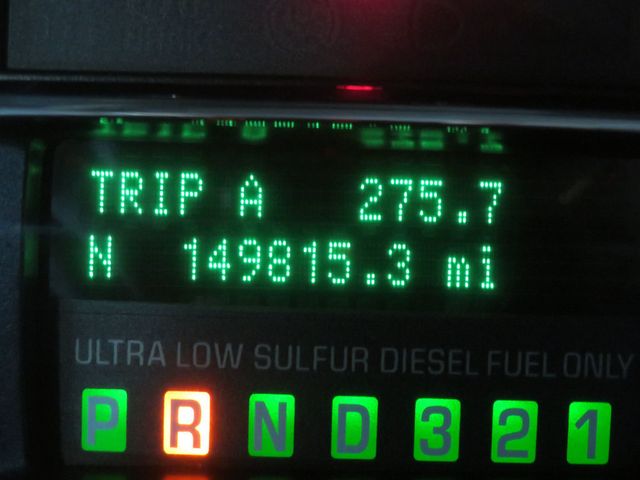 TRIP A 275.7
N 149815.3 mi
ULTRA LOW SULFUR DIESEL FUEL ONLY
P R N D 3 2 1